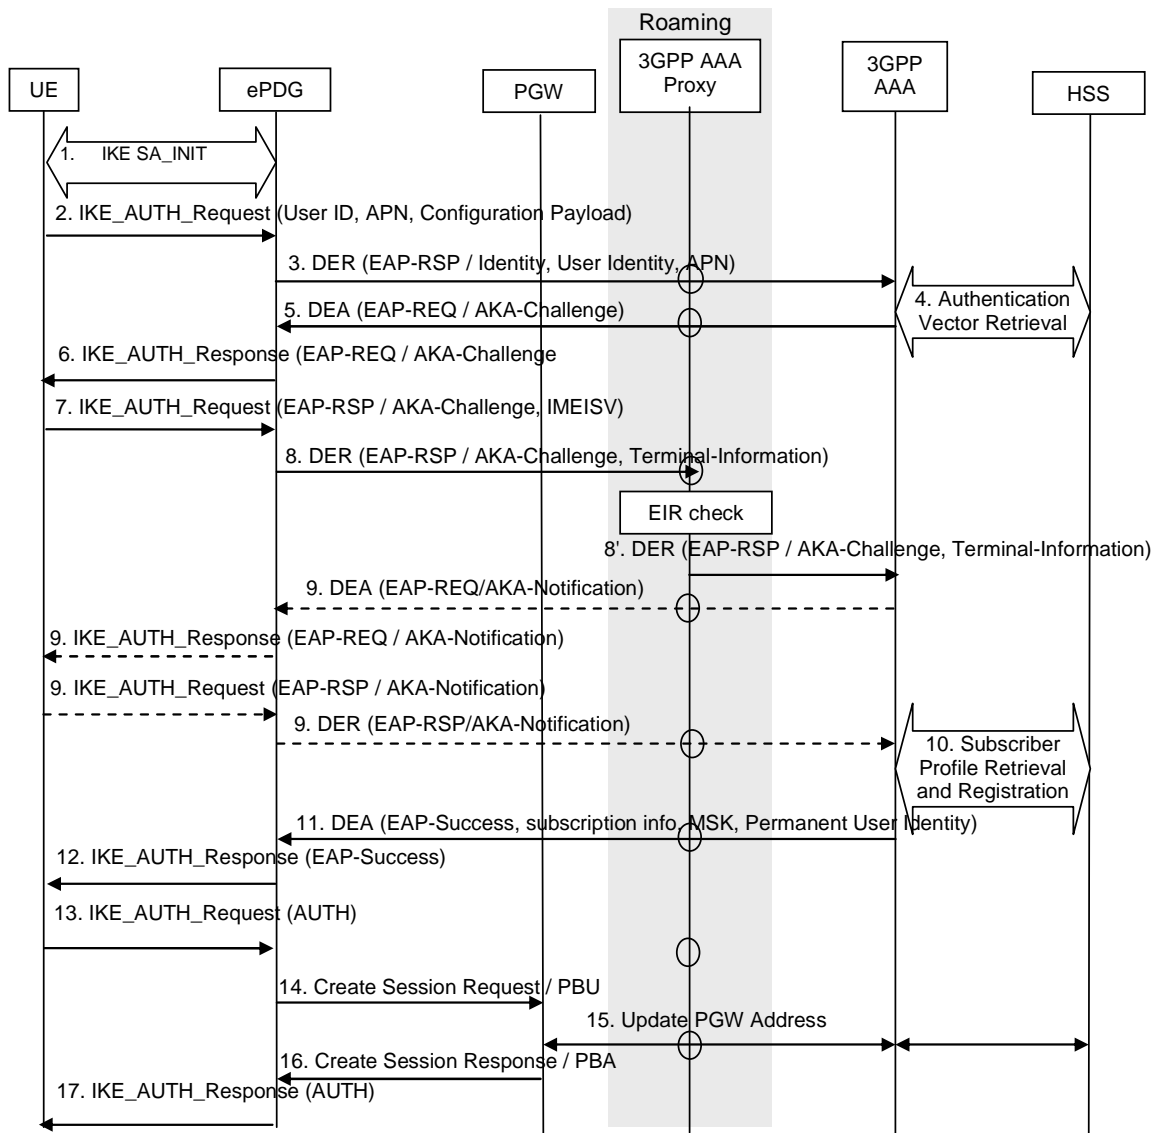 Roaming
UE
ePDG
PGW
3GPP AAA
Proxy
3GPP
AAA
HSS
1. IKE SA_INIT
2. IKE_AUTH_Request (User ID, APN, Configuration Payload)
3. DER (EAP-RSP / Identity, User Identity, APN)
4. Authentication
Vector Retrieval
5. DEA (EAP-REQ / AKA-Challenge)
6. IKE_AUTH_Response (EAP-REQ / AKA-Challenge
7. IKE_AUTH_Request (EAP-RSP / AKA-Challenge, IMEISV)
8. DER (EAP-RSP / AKA-Challenge, Terminal-Information)
EIR check
8'. DER (EAP-RSP / AKA-Challenge, Terminal-Information)
9. DEA (EAP-REQ/AKA-Notification)
9. IKE_AUTH_Response (EAP-REQ / AKA-Notification)
9. IKE_AUTH_Request (EAP-RSP / AKA-Notification)
9. DER (EAP-RSP/AKA-Notification)
10. Subscriber
Profile Retrieval
and Registration
11. DEA (EAP-Success, subscription info, MSK, Permanent User Identity)
12. IKE_AUTH_Response (EAP-Success)
13. IKE_AUTH_Request (AUTH)
14. Create Session Request / PBU
15. Update PGW Address
16. Create Session Response / PBA
17. IKE_AUTH_Response (AUTH)